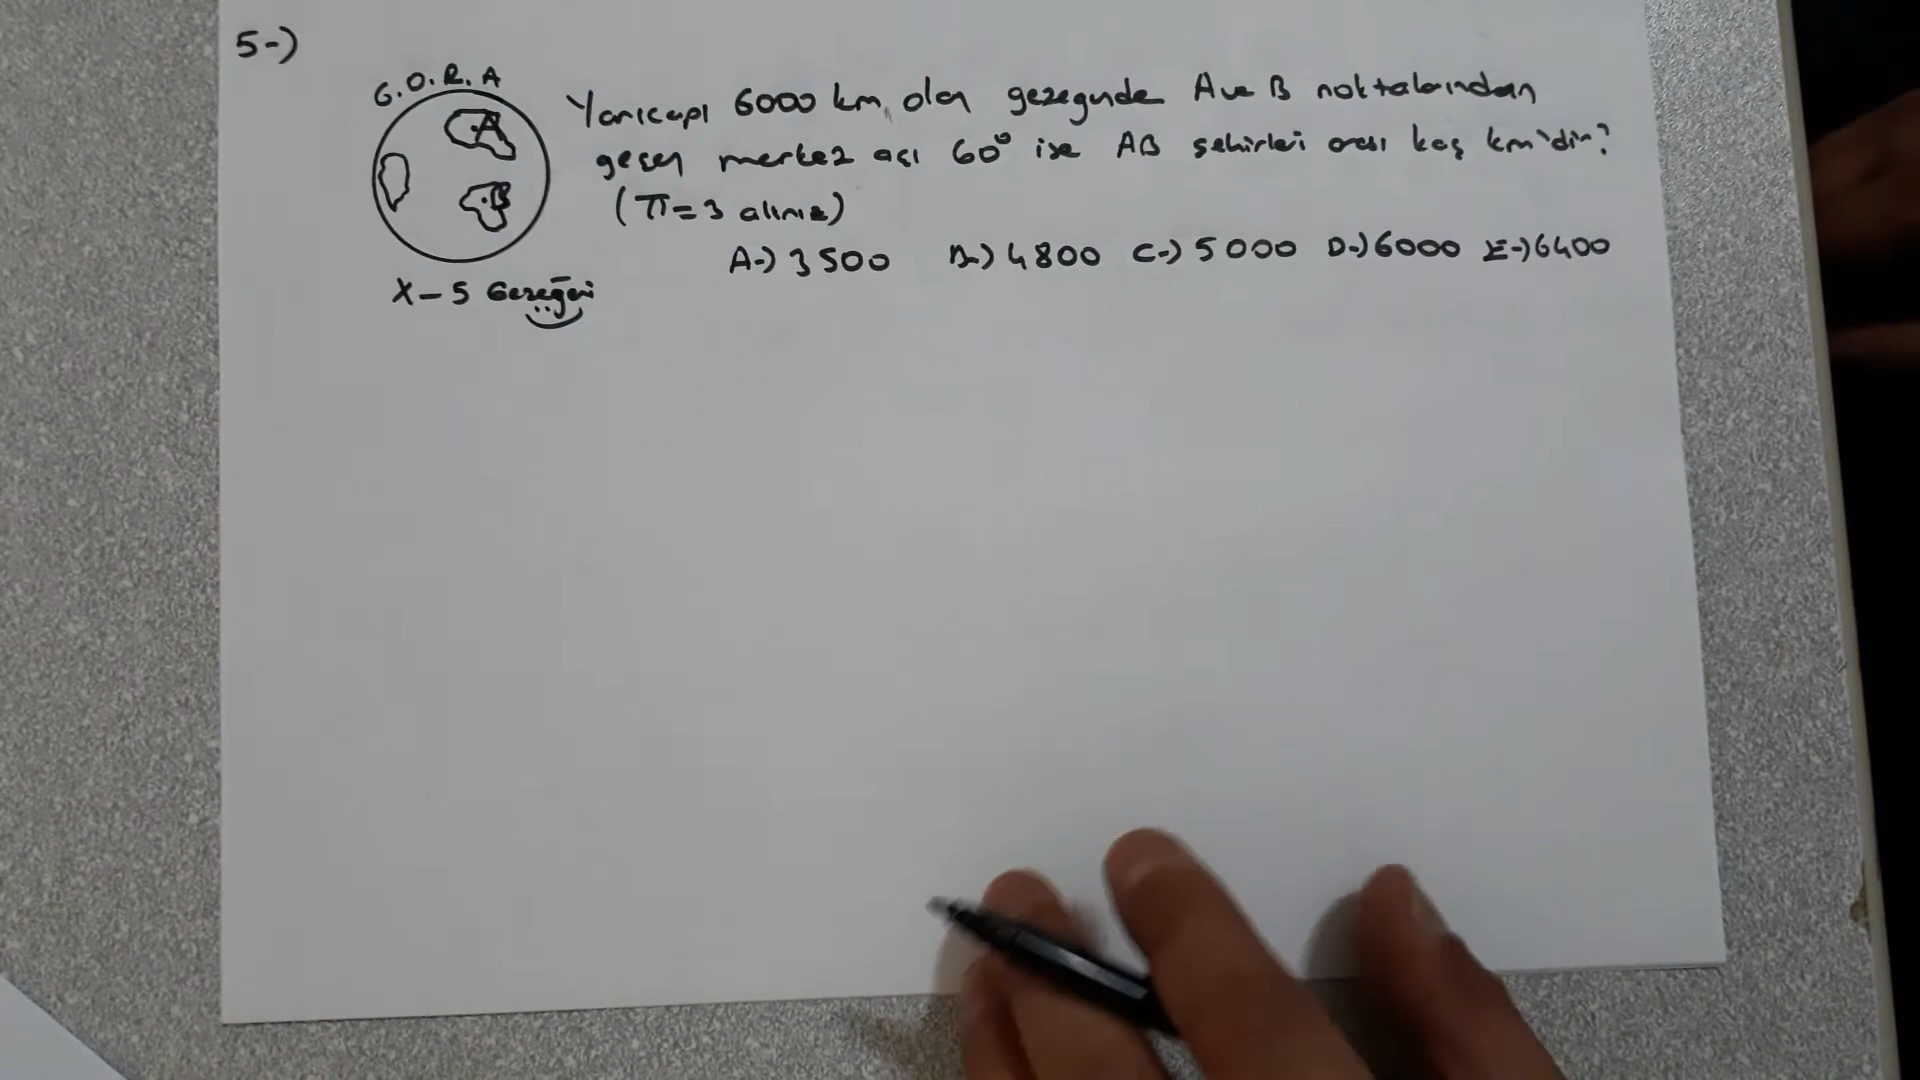 5-)
G.O.R.A
Yarıçapı 6000 km, olan gezegende A ve B noktalarından
geçen merkez açı 60° ise AB şehirleri arası kaç km'dir?
(π=3 alınız)
A-) 3500 B-) 4800 C-) 5000 D-) 6000 E-) 6400
A
B
X-5 Gezegeni